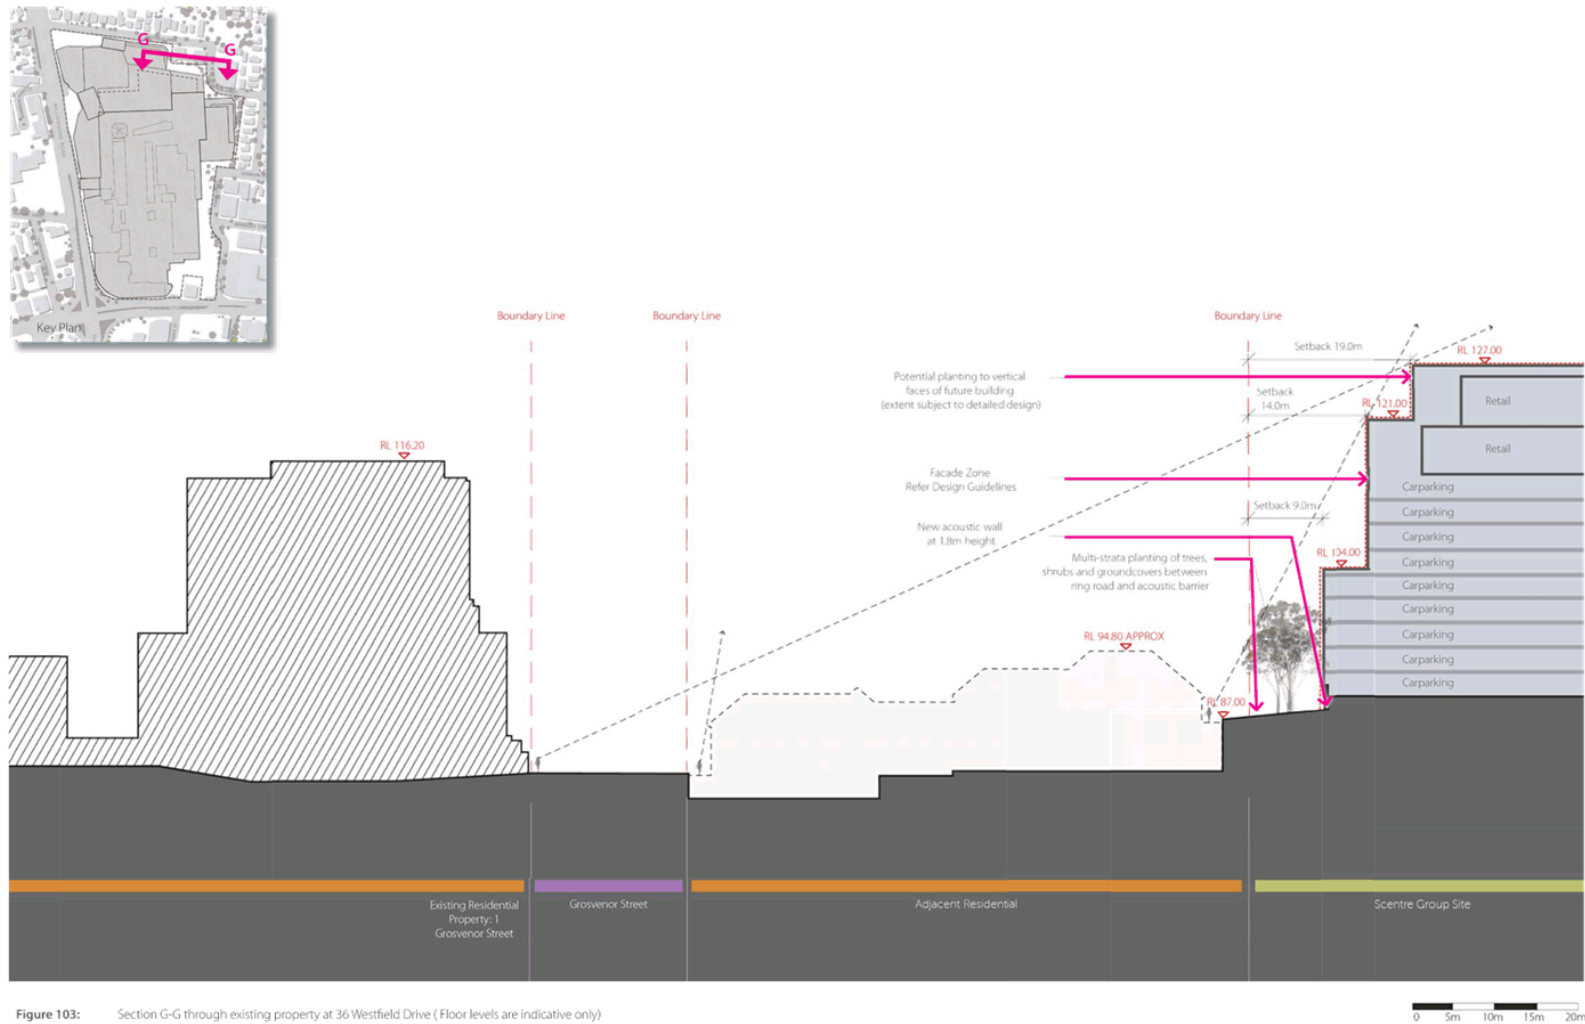 G
G
Key Plan
Boundary Line
Boundary Line
Boundary Line
Setback 19.0m
RL 127.00
Potential planting to vertical
faces of future building
(extent subject to detailed design)
Setback
14.0m
RL 121.00
Retail
Retail
RL 116.20
Facade Zone
Refer Design Guidelines
Carparking
Setback 9.0m
Carparking
New acoustic wall
at 1.8m height
Carparking
RL 104.00
Multi-strata planting of trees,
shrubs and groundcovers between
ring road and acoustic barrier
Carparking
Carparking
Carparking
RL 94.80 APPROX
Carparking
Carparking
Carparking
RL 87.00
Existing Residential
Property: 1
Grosvenor Street
Grosvenor Street
Adjacent Residential
Scentre Group Site
Figure 103: Section G-G through existing property at 36 Westfield Drive ( Floor levels are indicative only)
0 5m 10m 15m 20m